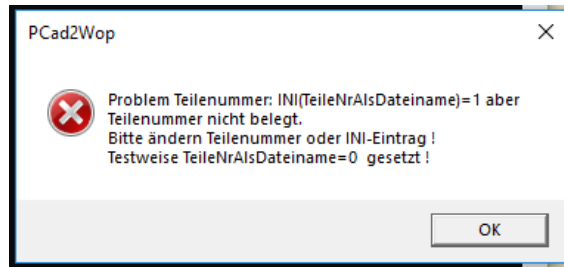 PCad2Wop
Problem Teilenummer: INI(TeileNrAlsDateiname)=1 aber
Teilenummer nicht belegt.
Bitte ändern Teilenummer oder INI-Eintrag !
Testweise TeileNrAlsDateiname=0  gesetzt !
OK